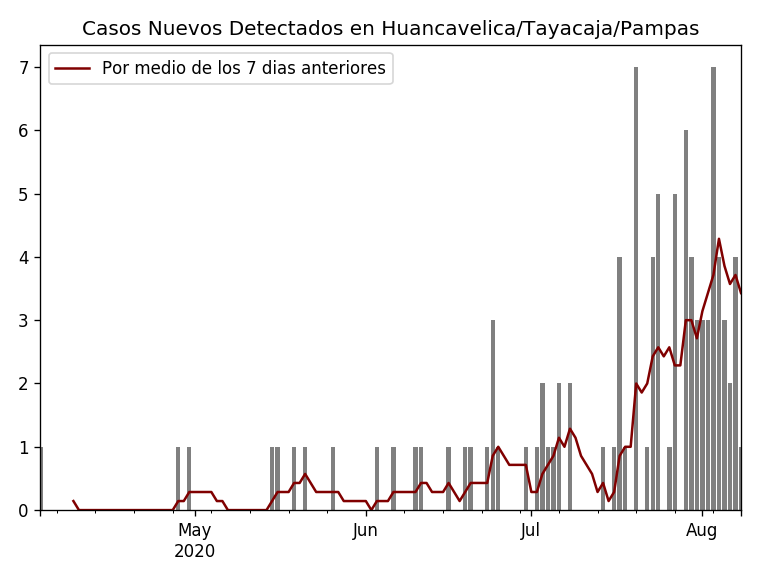 Casos Nuevos Detectados en Huancavelica/Tayacaja/Pampas
Por medio de los 7 dias anteriores
7
6
5
4
3
2
1
0
May
2020
Jun
Jul
Aug